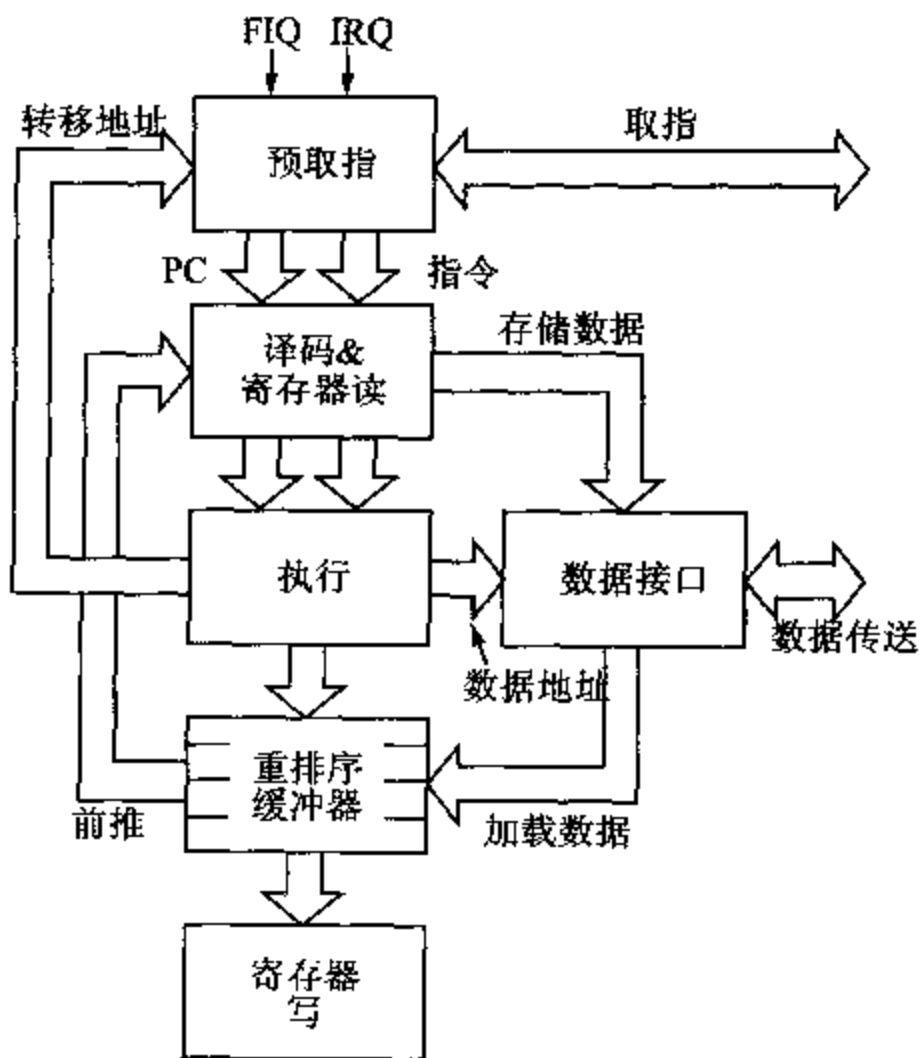 FIQ IRQ
转移地址
取指
预取指
PC
指令
译码&
寄存器读
存储数据
执行
数据接口
数据传送
数据地址
重排序
缓冲器
前推
加载数据
寄存器
写